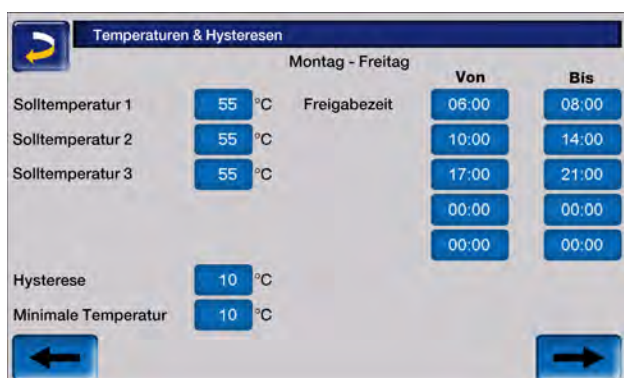 Temperaturen & Hysteresen
Montag - Freitag
Von Bis
Solltemperatur 1 55 °C Freigabezeit 06:00 08:00
Solltemperatur 2 55 °C 10:00 14:00
Solltemperatur 3 55 °C 17:00 21:00
00:00 00:00
00:00 00:00
Hysterese 10 °C
Minimale Temperatur 10 °C